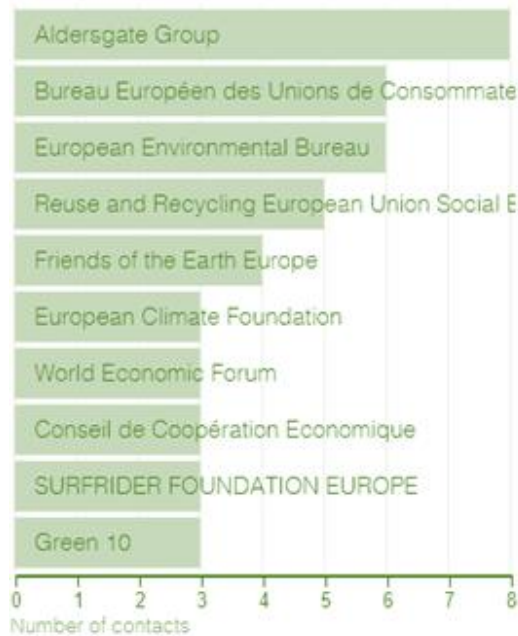 Aldersgate Group
Bureau Européen des Unions de Consommate
European Environmental Bureau
Reuse and Recycling European Union Social E
Friends of the Earth Europe
European Climate Foundation
World Economic Forum
Conseil de Coopération Economique
SURFRIDER FOUNDATION EUROPE
Green 10
0 1 2 3 4 5 6 7 8
Number of contacts